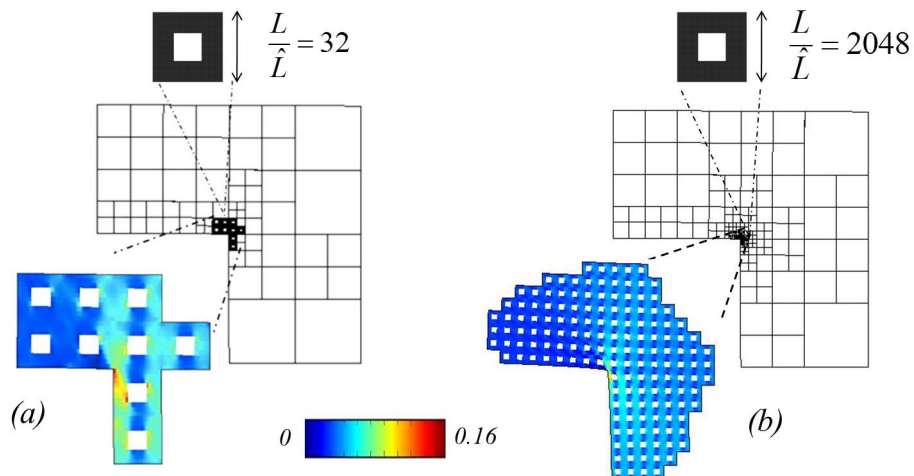 L/L̂ = 32
L/L̂ = 2048
(a)
(b)
0
0.16